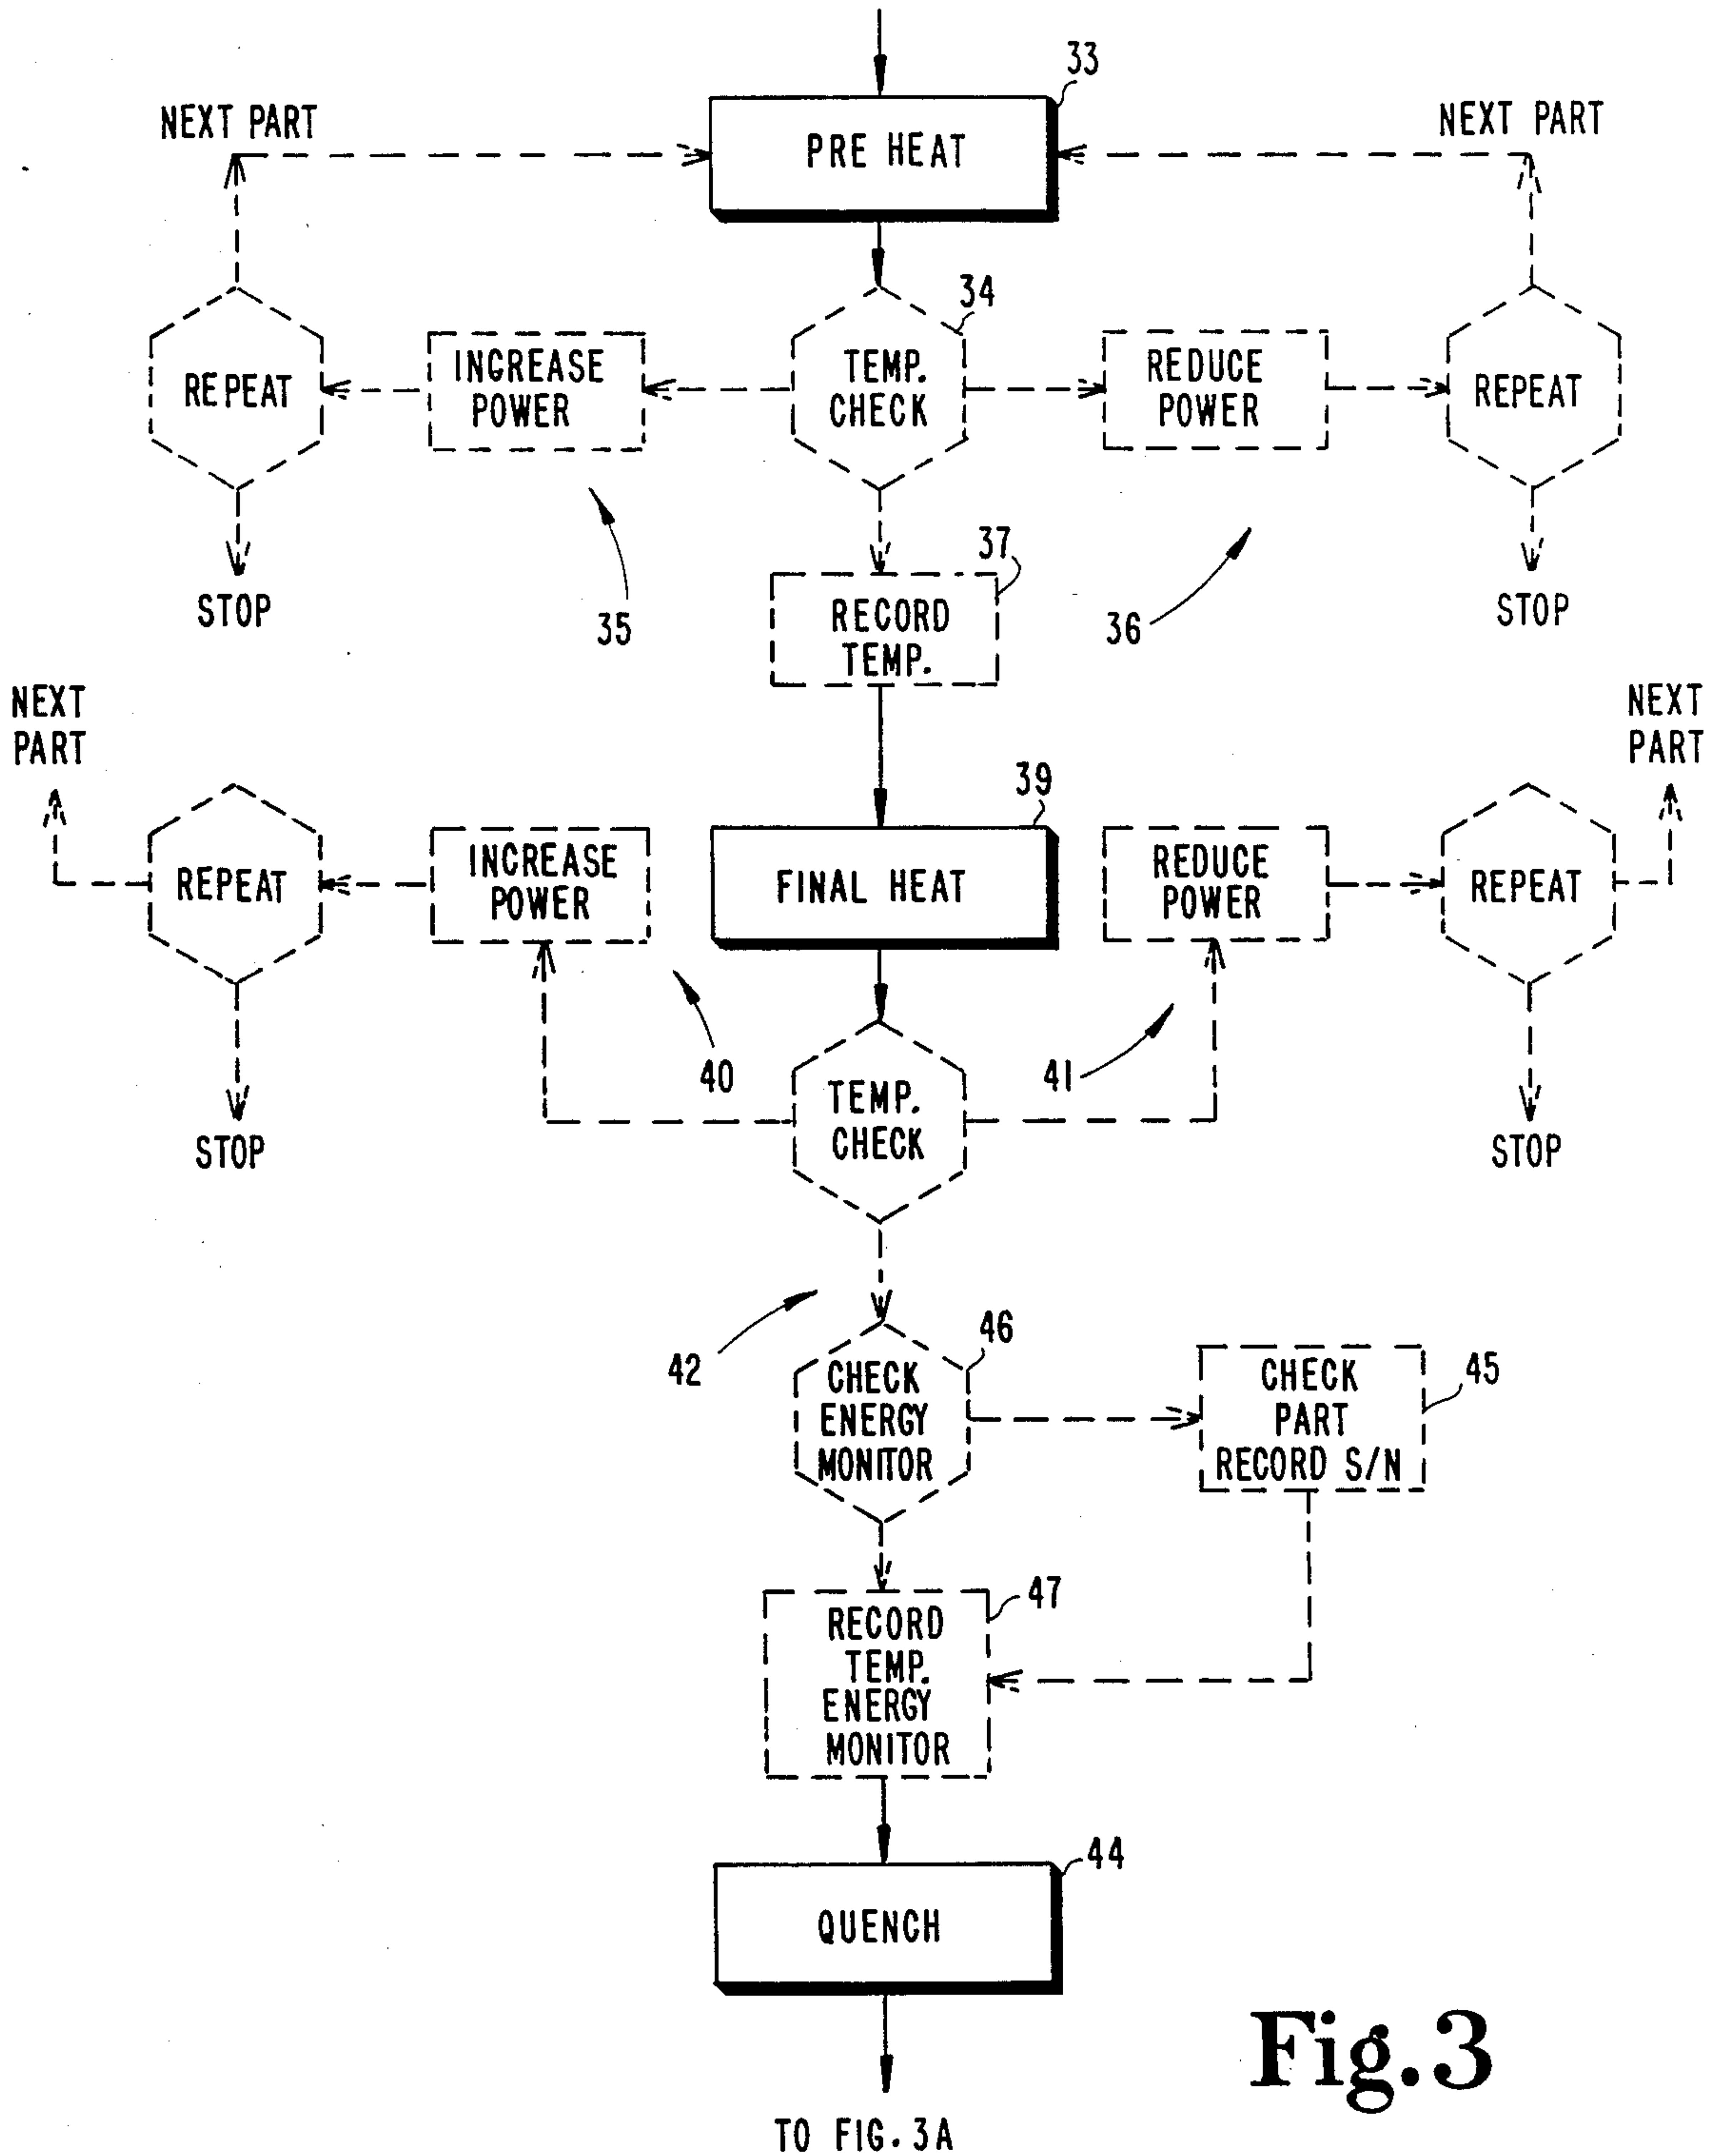 33
NEXT PART
PRE HEAT
NEXT PART
34
REPEAT
INCREASE
POWER
TEMP.
CHECK
REDUCE
POWER
REPEAT
37
STOP
35
RECORD
TEMP.
36
STOP
NEXT
PART
NEXT
PART
39
REPEAT
INCREASE
POWER
FINAL HEAT
REDUCE
POWER
REPEAT
40
41
TEMP.
CHECK
STOP
STOP
42
46
CHECK
ENERGY
MONITOR
CHECK
PART
RECORD S/N
45
47
RECORD
TEMP.
ENERGY
MONITOR
44
QUENCH
Fig.3
TO FIG. 3A